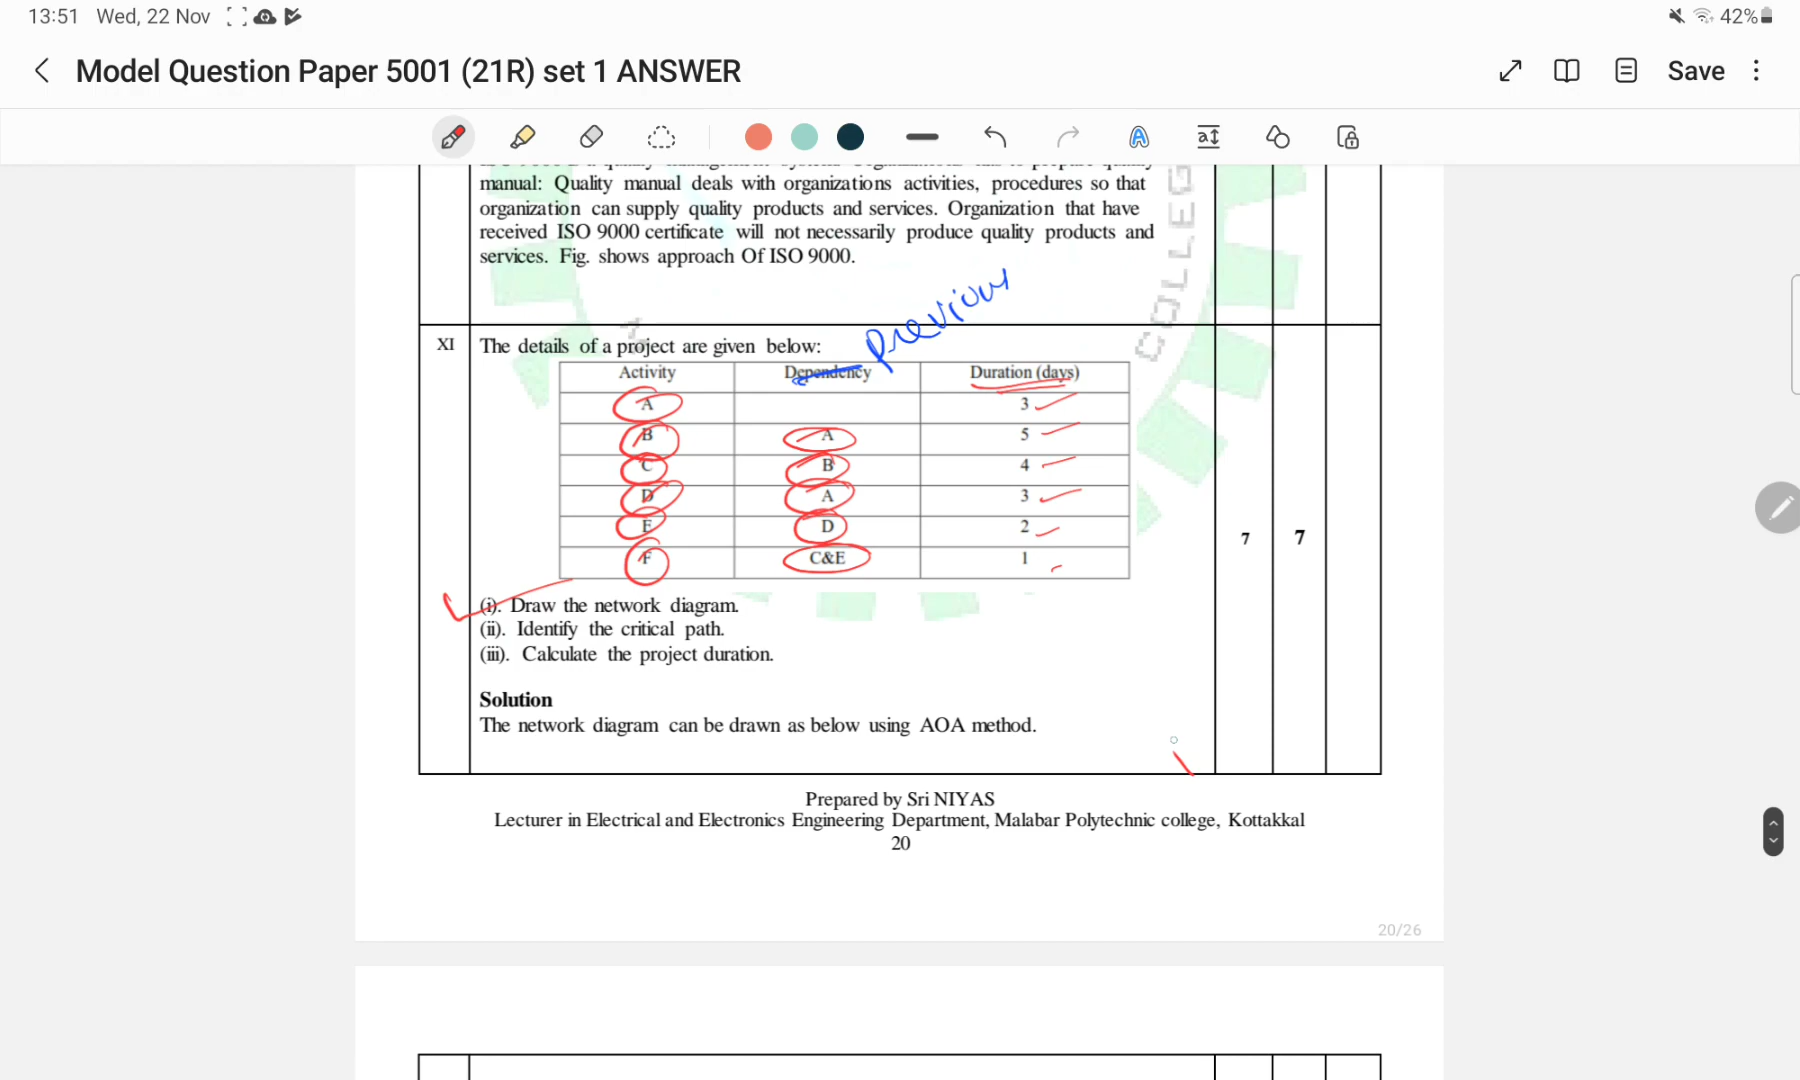 13:51 Wed, 22 Nov
42%
Model Question Paper 5001 (21R) set 1 ANSWER
Save
manual: Quality manual deals with organizations activities, procedures so that
organization can supply quality products and services. Organization that have
received ISO 9000 certificate will not necessarily produce quality products and
services. Fig. shows approach Of ISO 9000.
COLLEG
previous
XI The details of a project are given below:
Activity Dependency Duration (days)
A 3
B A 5
C B 4
D A 3
E D 2
F C&E 1
7 7
(i). Draw the network diagram.
(ii). Identify the critical path.
(iii). Calculate the project duration.
Solution
The network diagram can be drawn as below using AOA method.
Prepared by Sri NIYAS
Lecturer in Electrical and Electronics Engineering Department, Malabar Polytechnic college, Kottakkal
20
20/26